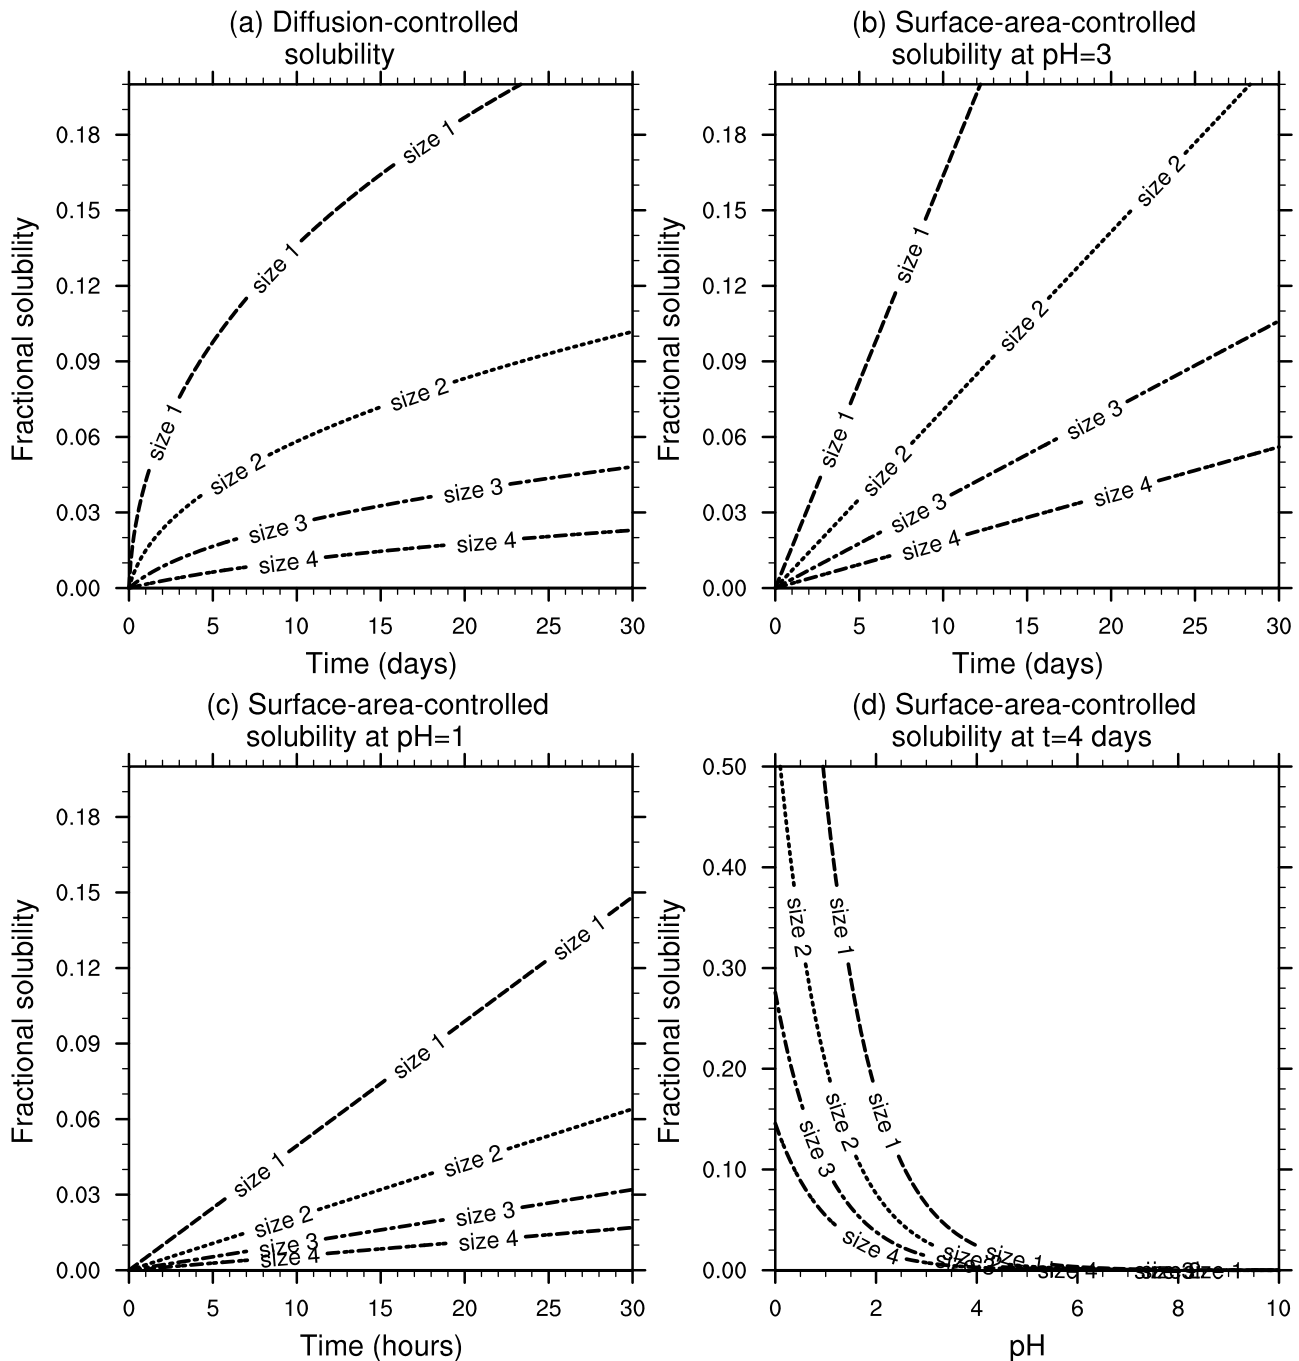 (a) Diffusion-controlled
solubility
Fractional solubility
0.18
0.15
0.12
0.09
0.06
0.03
0.00
size 1
size 1
size 1
size 2
size 2
size 3
size 3
size 4
size 4
0 5 10 15 20 25 30
Time (days)
(b) Surface-area-controlled
solubility at pH=3
Fractional solubility
0.18
0.15
0.12
0.09
0.06
0.03
0.00
size 1
size 1
size 2
size 2
size 2
size 3
size 3
size 4
size 4
0 5 10 15 20 25 30
Time (days)
(c) Surface-area-controlled
solubility at pH=1
Fractional solubility
0.18
0.15
0.12
0.09
0.06
0.03
0.00
size 1
size 1
size 1
size 2
size 2
size 3
size 3
size 4
size 4
0 5 10 15 20 25 30
Time (hours)
(d) Surface-area-controlled
solubility at t=4 days
Fractional solubility
0.50
0.40
0.30
0.20
0.10
0.00
size 2
size 1
size 1
size 2
size 3
size 4
size 1
0 2 4 6 8 10
pH